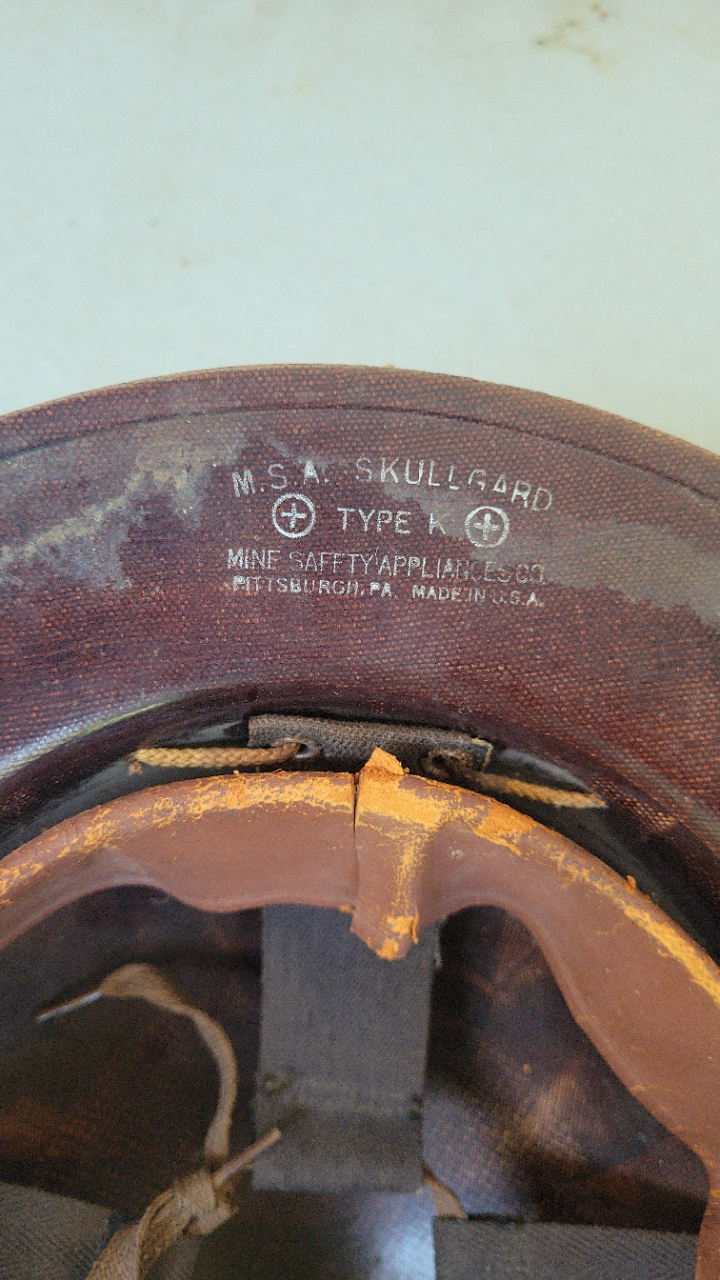 M.S.A. SKULLGARD
TYPE K
MINE SAFETY APPLIANCES CO.
PITTSBURGH, PA. MADE IN U.S.A.